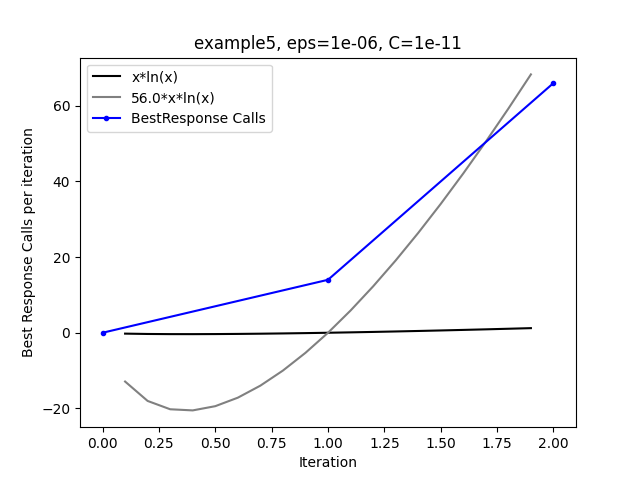 example5, eps=1e-06, C=1e-11
x*ln(x)
56.0*x*ln(x)
BestResponse Calls
Best Response Calls per iteration
60
40
20
0
−20
0.00 0.25 0.50 0.75 1.00 1.25 1.50 1.75 2.00
Iteration